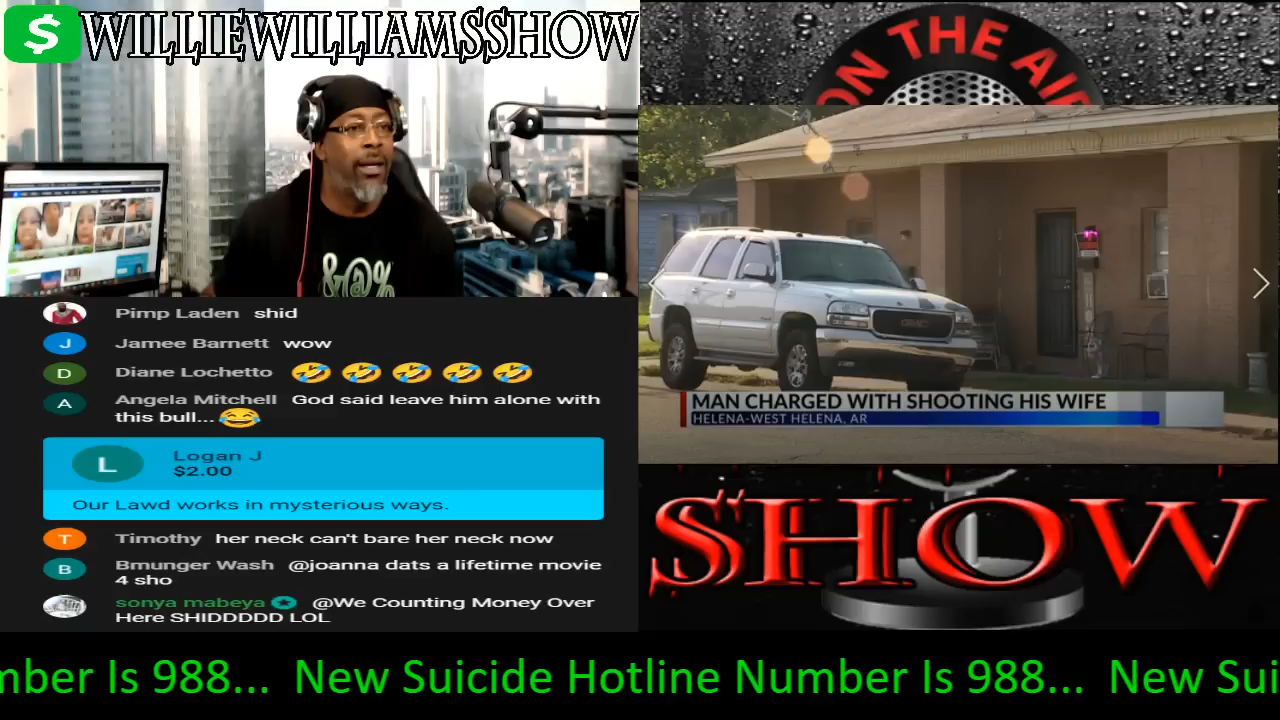 $WILLIEWILLIAMSSHOW
ON THE AIR
&@%
Pimp Laden shid
J Jamee Barnett wow
D Diane Lochetto 🤣 🤣 🤣 🤣 🤣
A Angela Mitchell God said leave him alone with
this bull...😂
L Logan J
$2.00
Our Lawd works in mysterious ways.
T Timothy her neck can't bare her neck now
B Bmunger Wash @joanna dats a lifetime movie
4 sho
sonya mabeya @We Counting Money Over
Here SHIDDDDD LOL
GMC
MAN CHARGED WITH SHOOTING HIS WIFE
HELENA-WEST HELENA, AR
SHOW
mber Is 988... New Suicide Hotline Number Is 988... New Sui